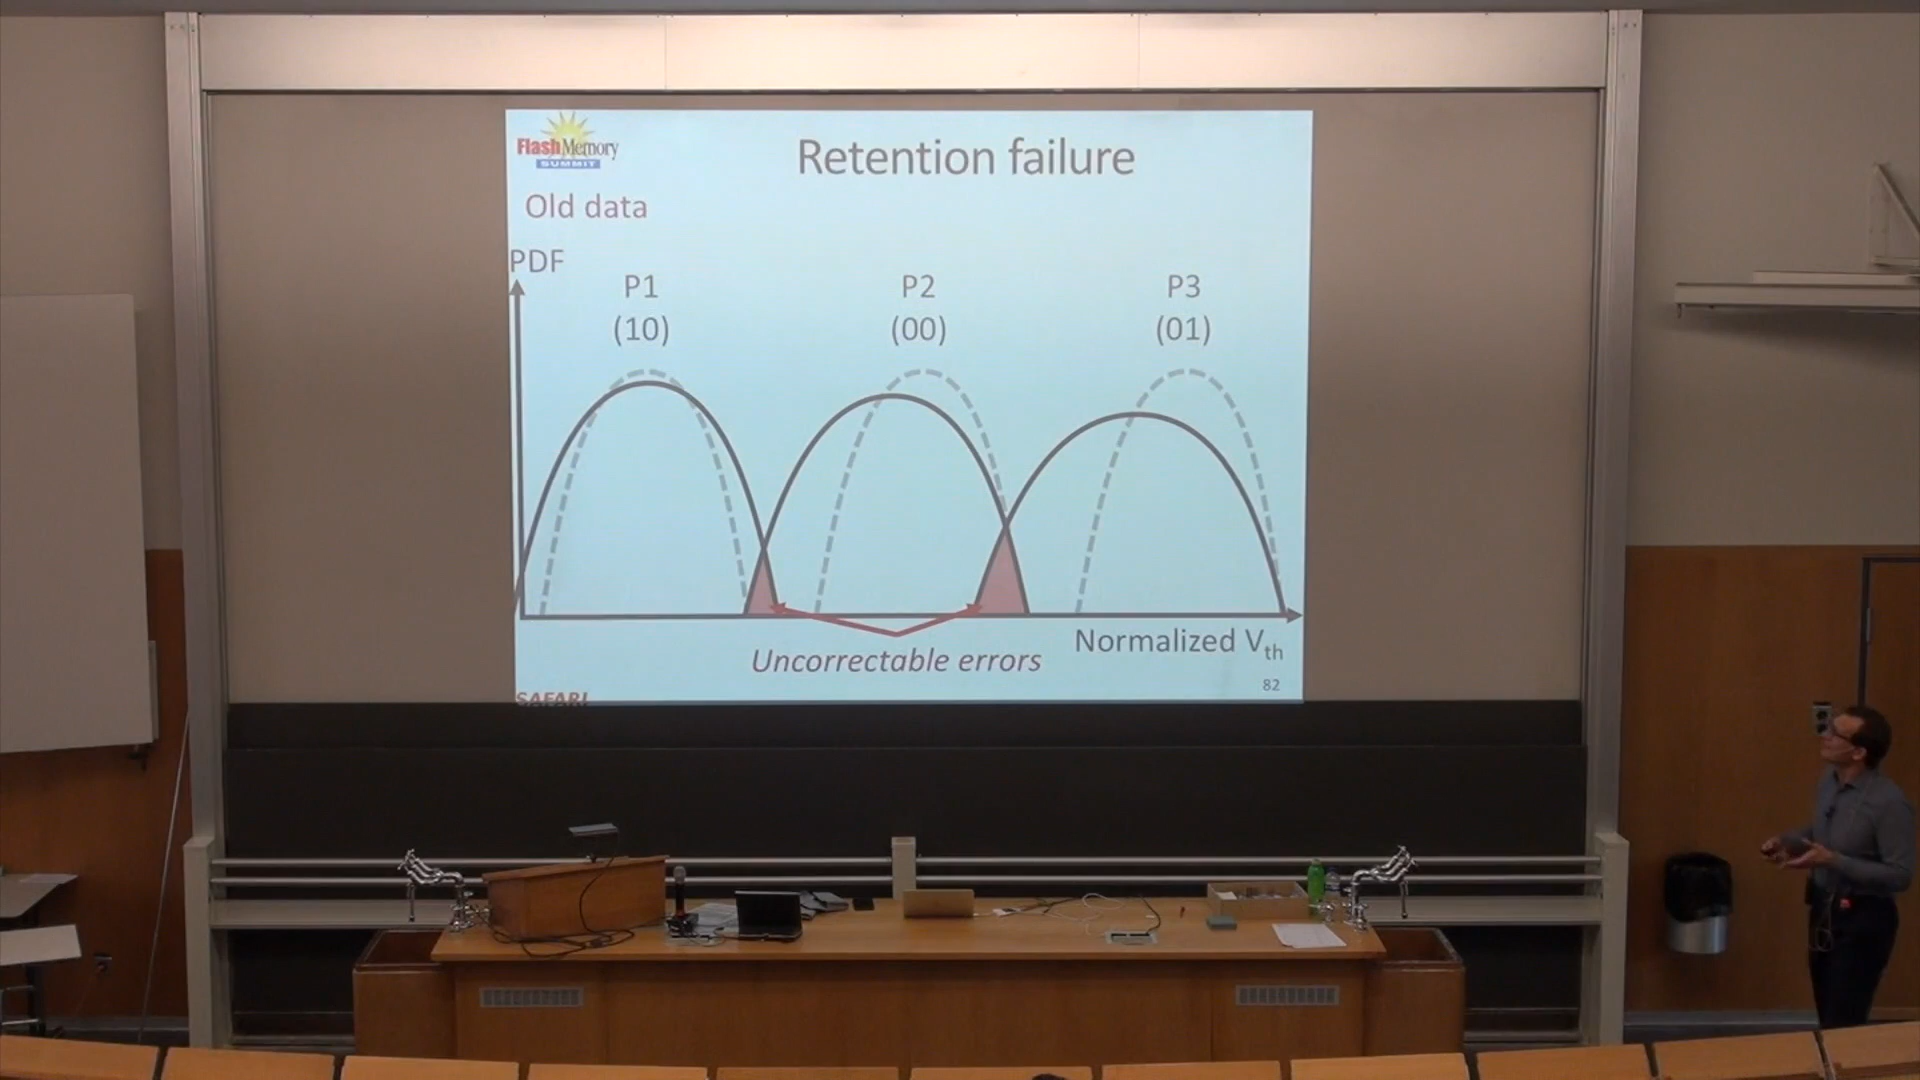 Flash Memory
SUMMIT
Retention failure
Old data
PDF
P1
(10)
P2
(00)
P3
(01)
Normalized Vth
Uncorrectable errors
82
SAFARI